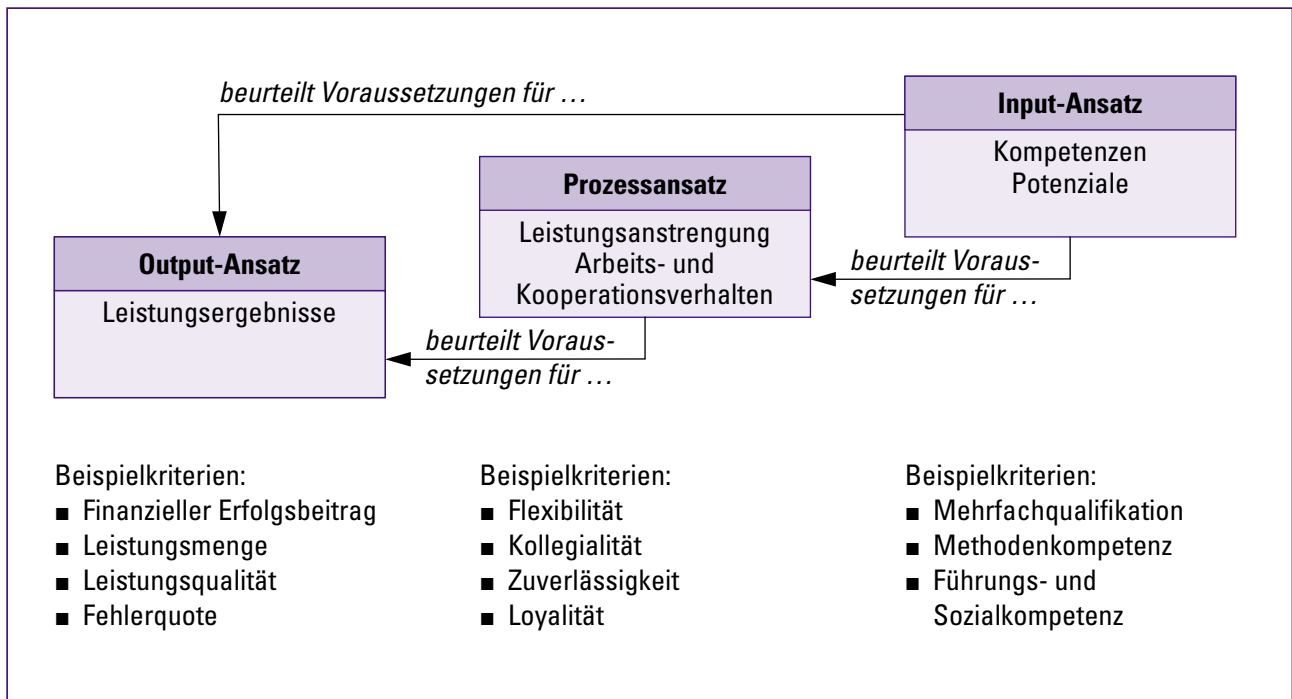 beurteilt Voraussetzungen für …
Input-Ansatz
Kompetenzen
Potenziale
Prozessansatz
Leistungsanstrengung
Arbeits- und
Kooperationsverhalten
beurteilt Voraus-
setzungen für …
Output-Ansatz
Leistungsergebnisse
beurteilt Voraus-
setzungen für …
Beispielkriterien:
■ Finanzieller Erfolgsbeitrag
■ Leistungsmenge
■ Leistungsqualität
■ Fehlerquote
Beispielkriterien:
■ Flexibilität
■ Kollegialität
■ Zuverlässigkeit
■ Loyalität
Beispielkriterien:
■ Mehrfachqualifikation
■ Methodenkompetenz
■ Führungs- und
Sozialkompetenz